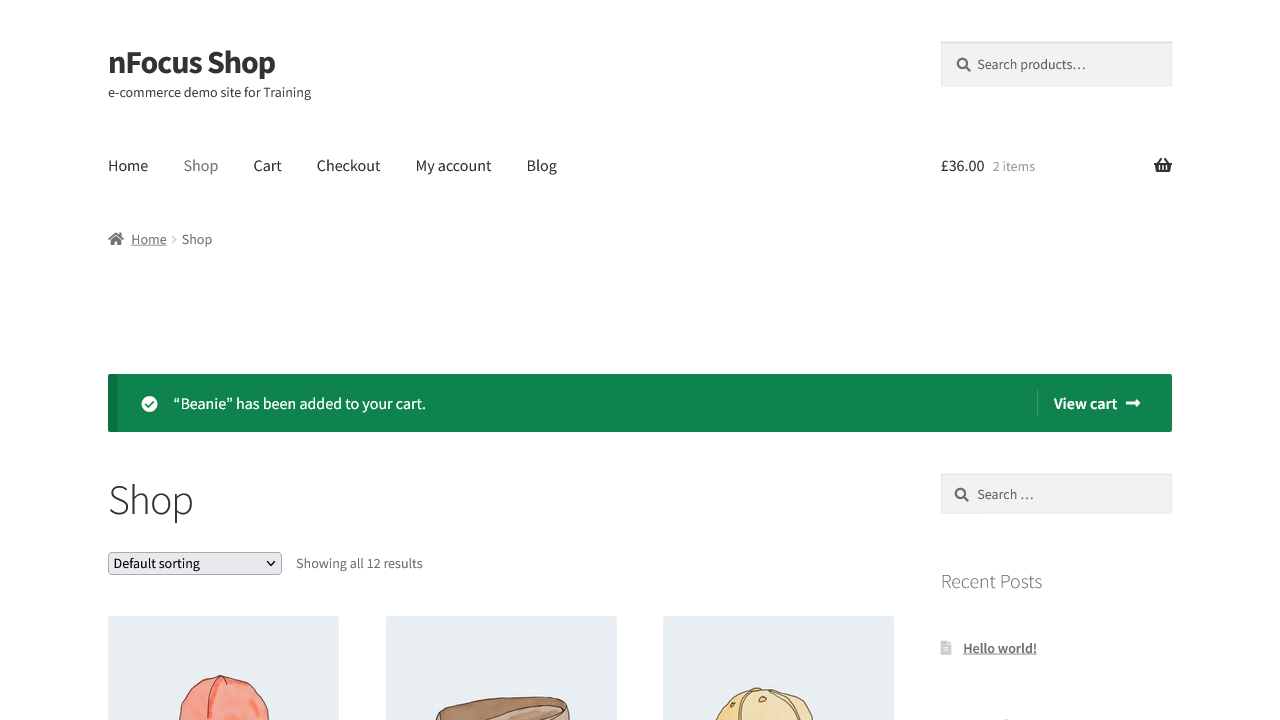 nFocus Shop
e-commerce demo site for Training
Search products…
Home Shop Cart Checkout My account Blog
£36.00 2 items
Home Shop
“Beanie” has been added to your cart.
View cart
Shop
Default sorting
Showing all 12 results
Search …
Recent Posts
Hello world!